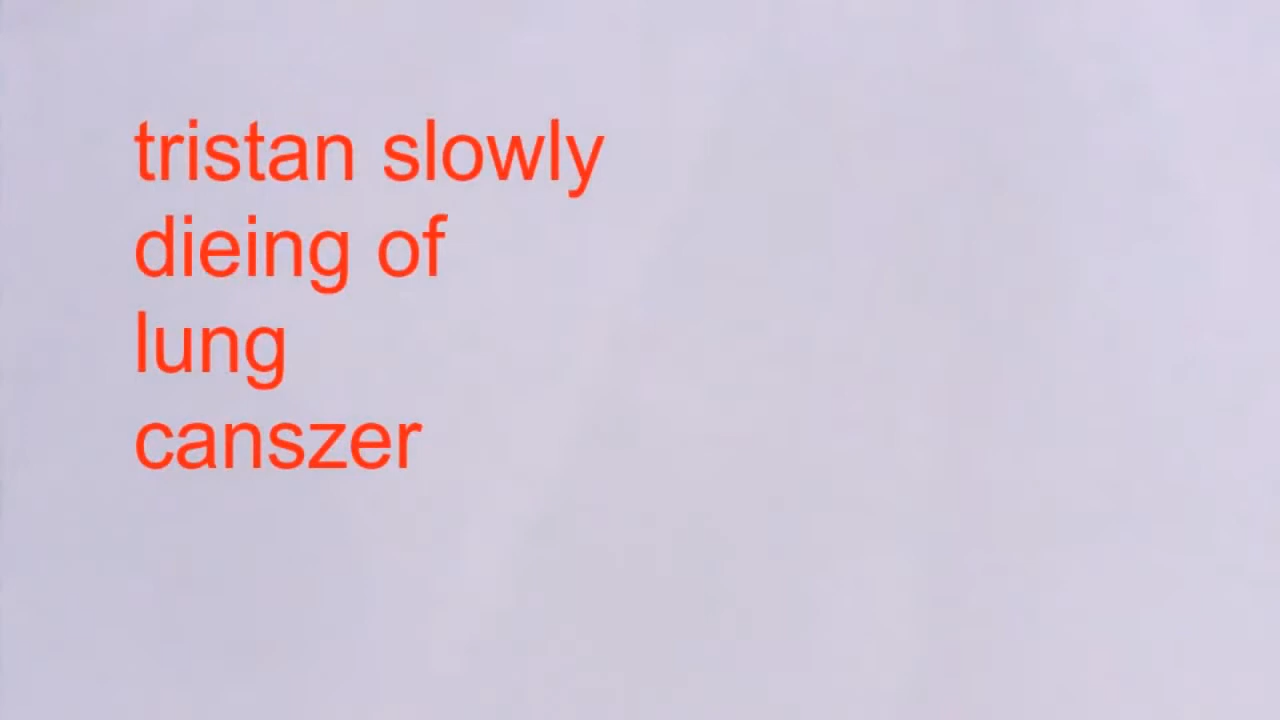 tristan slowly
dieing of
lung
canszer